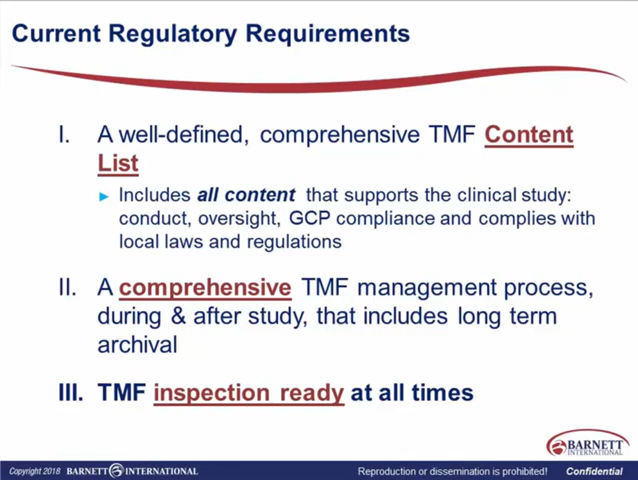 Current Regulatory Requirements
I. A well-defined, comprehensive TMF Content
List
► Includes all content that supports the clinical study:
conduct, oversight, GCP compliance and complies with
local laws and regulations
II. A comprehensive TMF management process,
during & after study, that includes long term
archival
III. TMF inspection ready at all times
BARNETT
INTERNATIONAL
Copyright 2018 BARNETT INTERNATIONAL Reproduction or dissemination is prohibited! Confidential